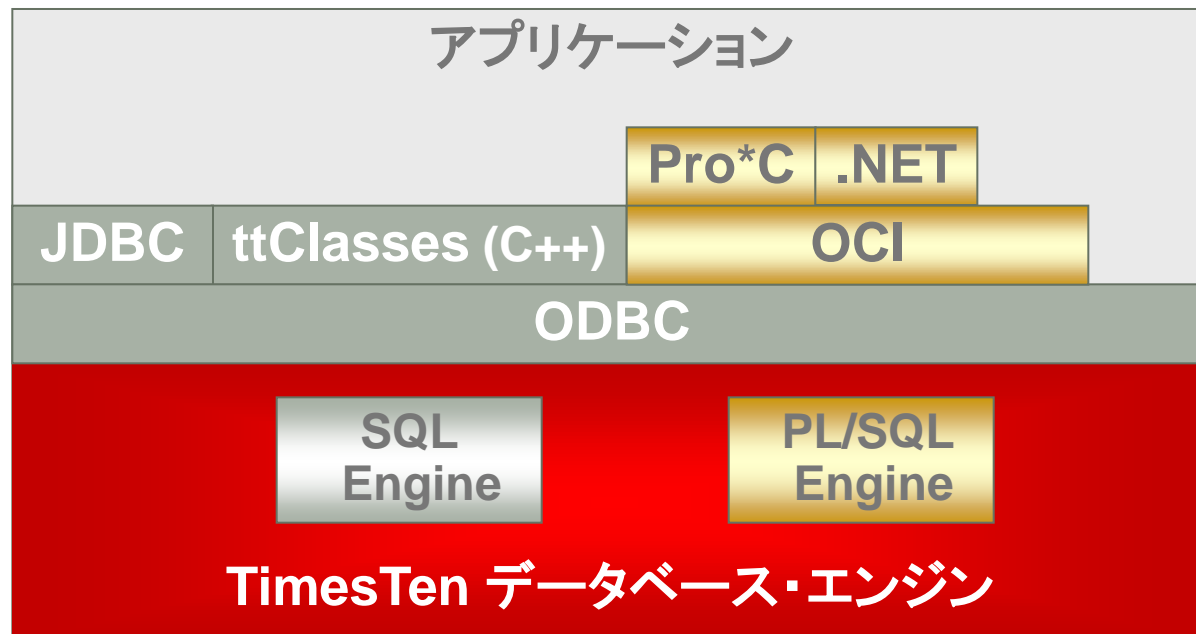 アプリケーション
Pro*C .NET
JDBC ttClasses (C++) OCI
ODBC
SQL
Engine
PL/SQL
Engine
TimesTen データベース・エンジン